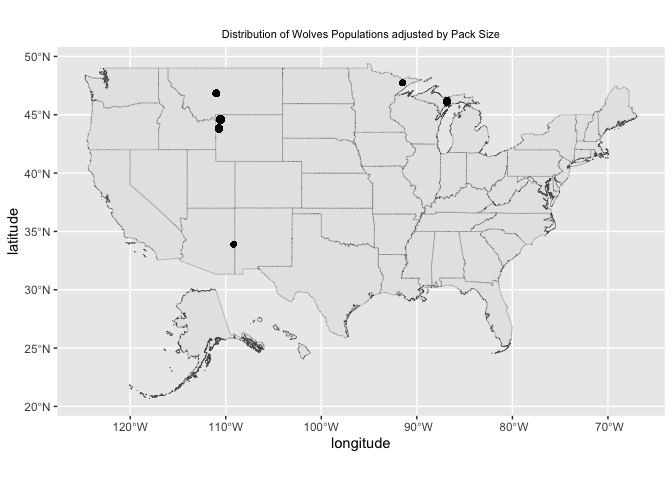 Distribution of Wolves Populations adjusted by Pack Size
50°N
45°N
40°N
35°N
30°N
25°N
20°N
latitude
120°W
110°W
100°W
90°W
80°W
70°W
longitude